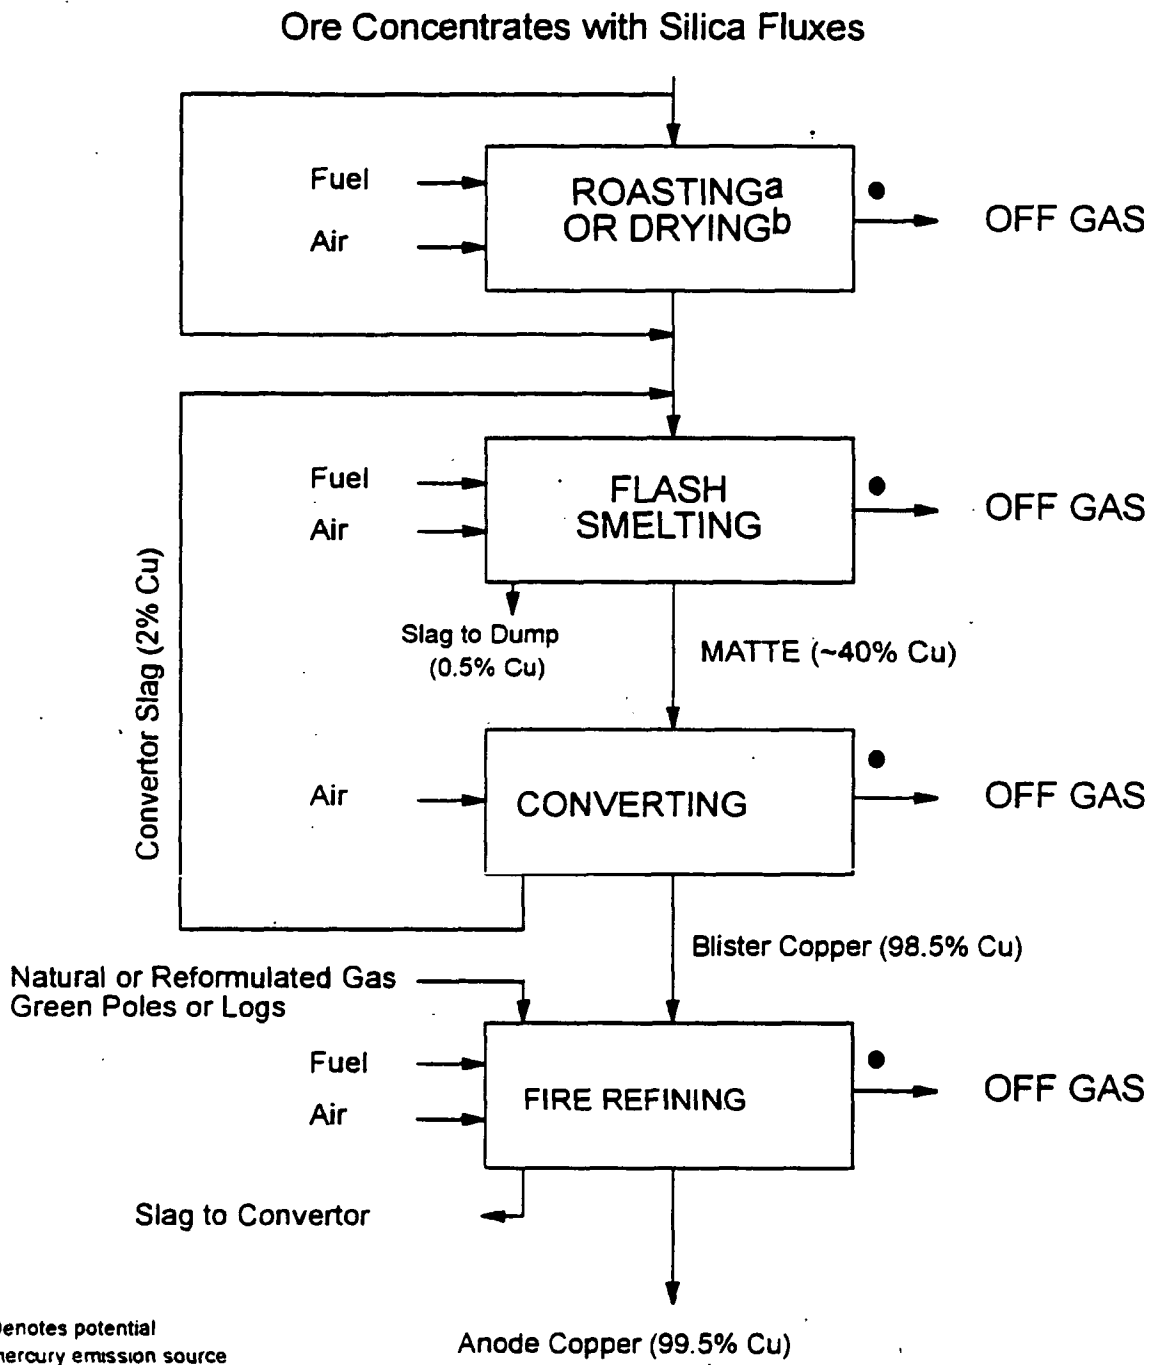 Ore Concentrates with Silica Fluxes
Fuel
Air
ROASTINGa
OR DRYINGb
OFF GAS
Fuel
Air
FLASH
SMELTING
OFF GAS
Slag to Dump
(0.5% Cu)
MATTE (~40% Cu)
Convertor Slag (2% Cu)
Air
CONVERTING
OFF GAS
Blister Copper (98.5% Cu)
Natural or Reformulated Gas
Green Poles or Logs
Fuel
Air
FIRE REFINING
OFF GAS
Slag to Convertor
Anode Copper (99.5% Cu)
enotes potential
ercury emission source